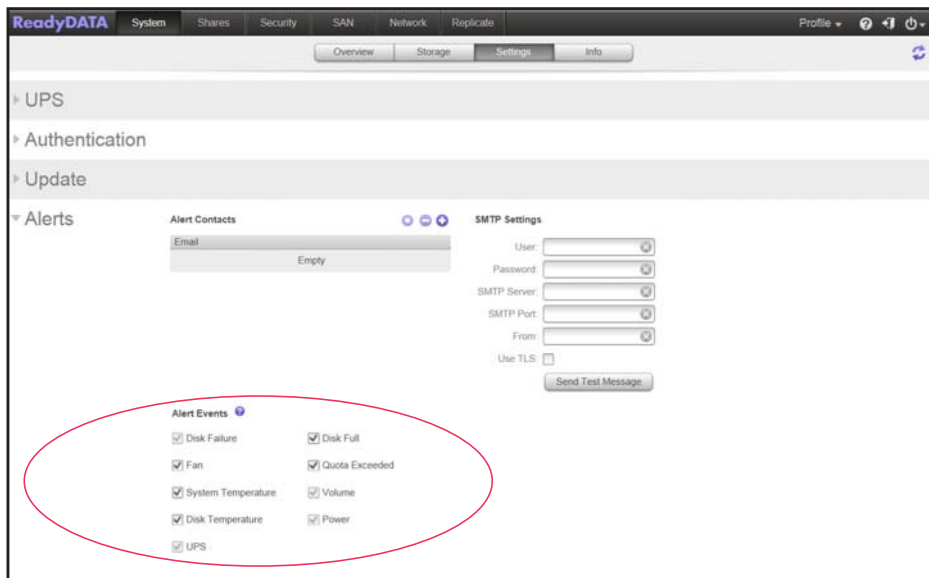 ReadyDATA System Shares Security SAN Network Replicate Profile
Overview Storage Settings Info
UPS
Authentication
Update
Alerts
Alert Contacts
Email
Empty
SMTP Settings
User:
Password:
SMTP Server:
SMTP Port:
From:
Use TLS:
Send Test Message
Alert Events ?
Disk Failure Disk Full
Fan Quota Exceeded
System Temperature Volume
Disk Temperature Power
UPS